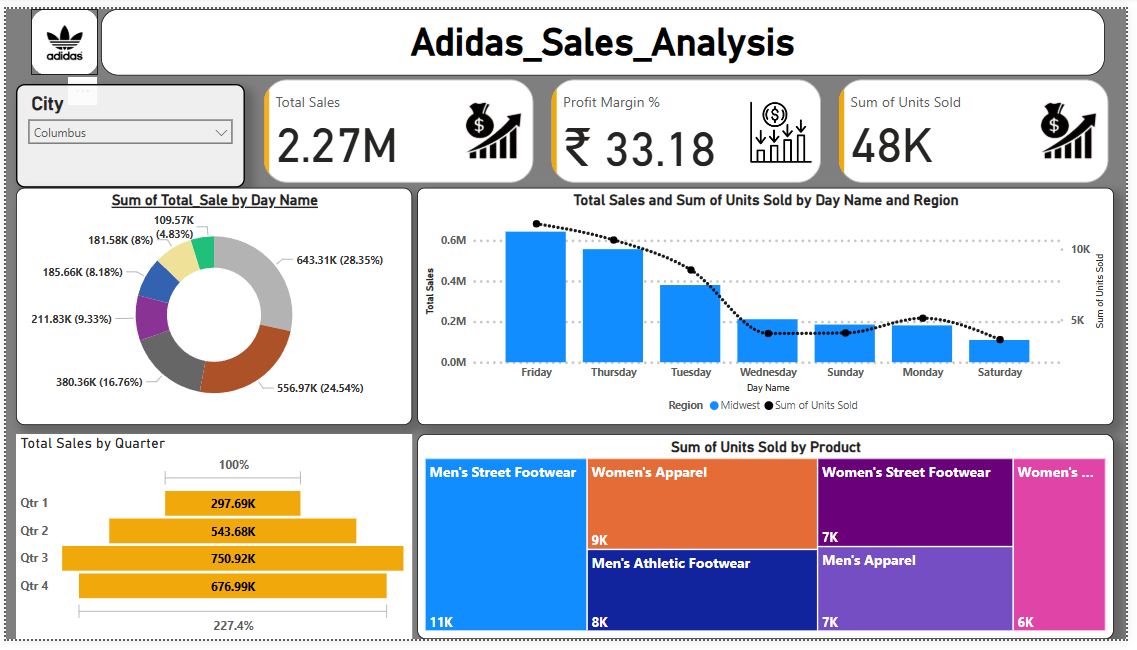 adidas
Adidas_Sales_Analysis
City
Columbus
Total Sales
2.27M
Profit Margin %
₹ 33.18
Sum of Units Sold
48K
Sum of Total_Sale by Day Name
109.57K
(4.83%)
181.58K (8%)
185.66K (8.18%)
211.83K (9.33%)
380.36K (16.76%)
643.31K (28.35%)
556.97K (24.54%)
Total Sales and Sum of Units Sold by Day Name and Region
Total Sales
0.6M
0.4M
0.2M
0.0M
10K
5K
Sum of Units Sold
Friday Thursday Tuesday Wednesday Sunday Monday Saturday
Day Name
Region Midwest Sum of Units Sold
Total Sales by Quarter
100%
Qtr 1 297.69K
Qtr 2 543.68K
Qtr 3 750.92K
Qtr 4 676.99K
227.4%
Sum of Units Sold by Product
Men's Street Footwear
11K
Women's Apparel
9K
Men's Athletic Footwear
8K
Women's Street Footwear
7K
Men's Apparel
7K
Women's ...
6K